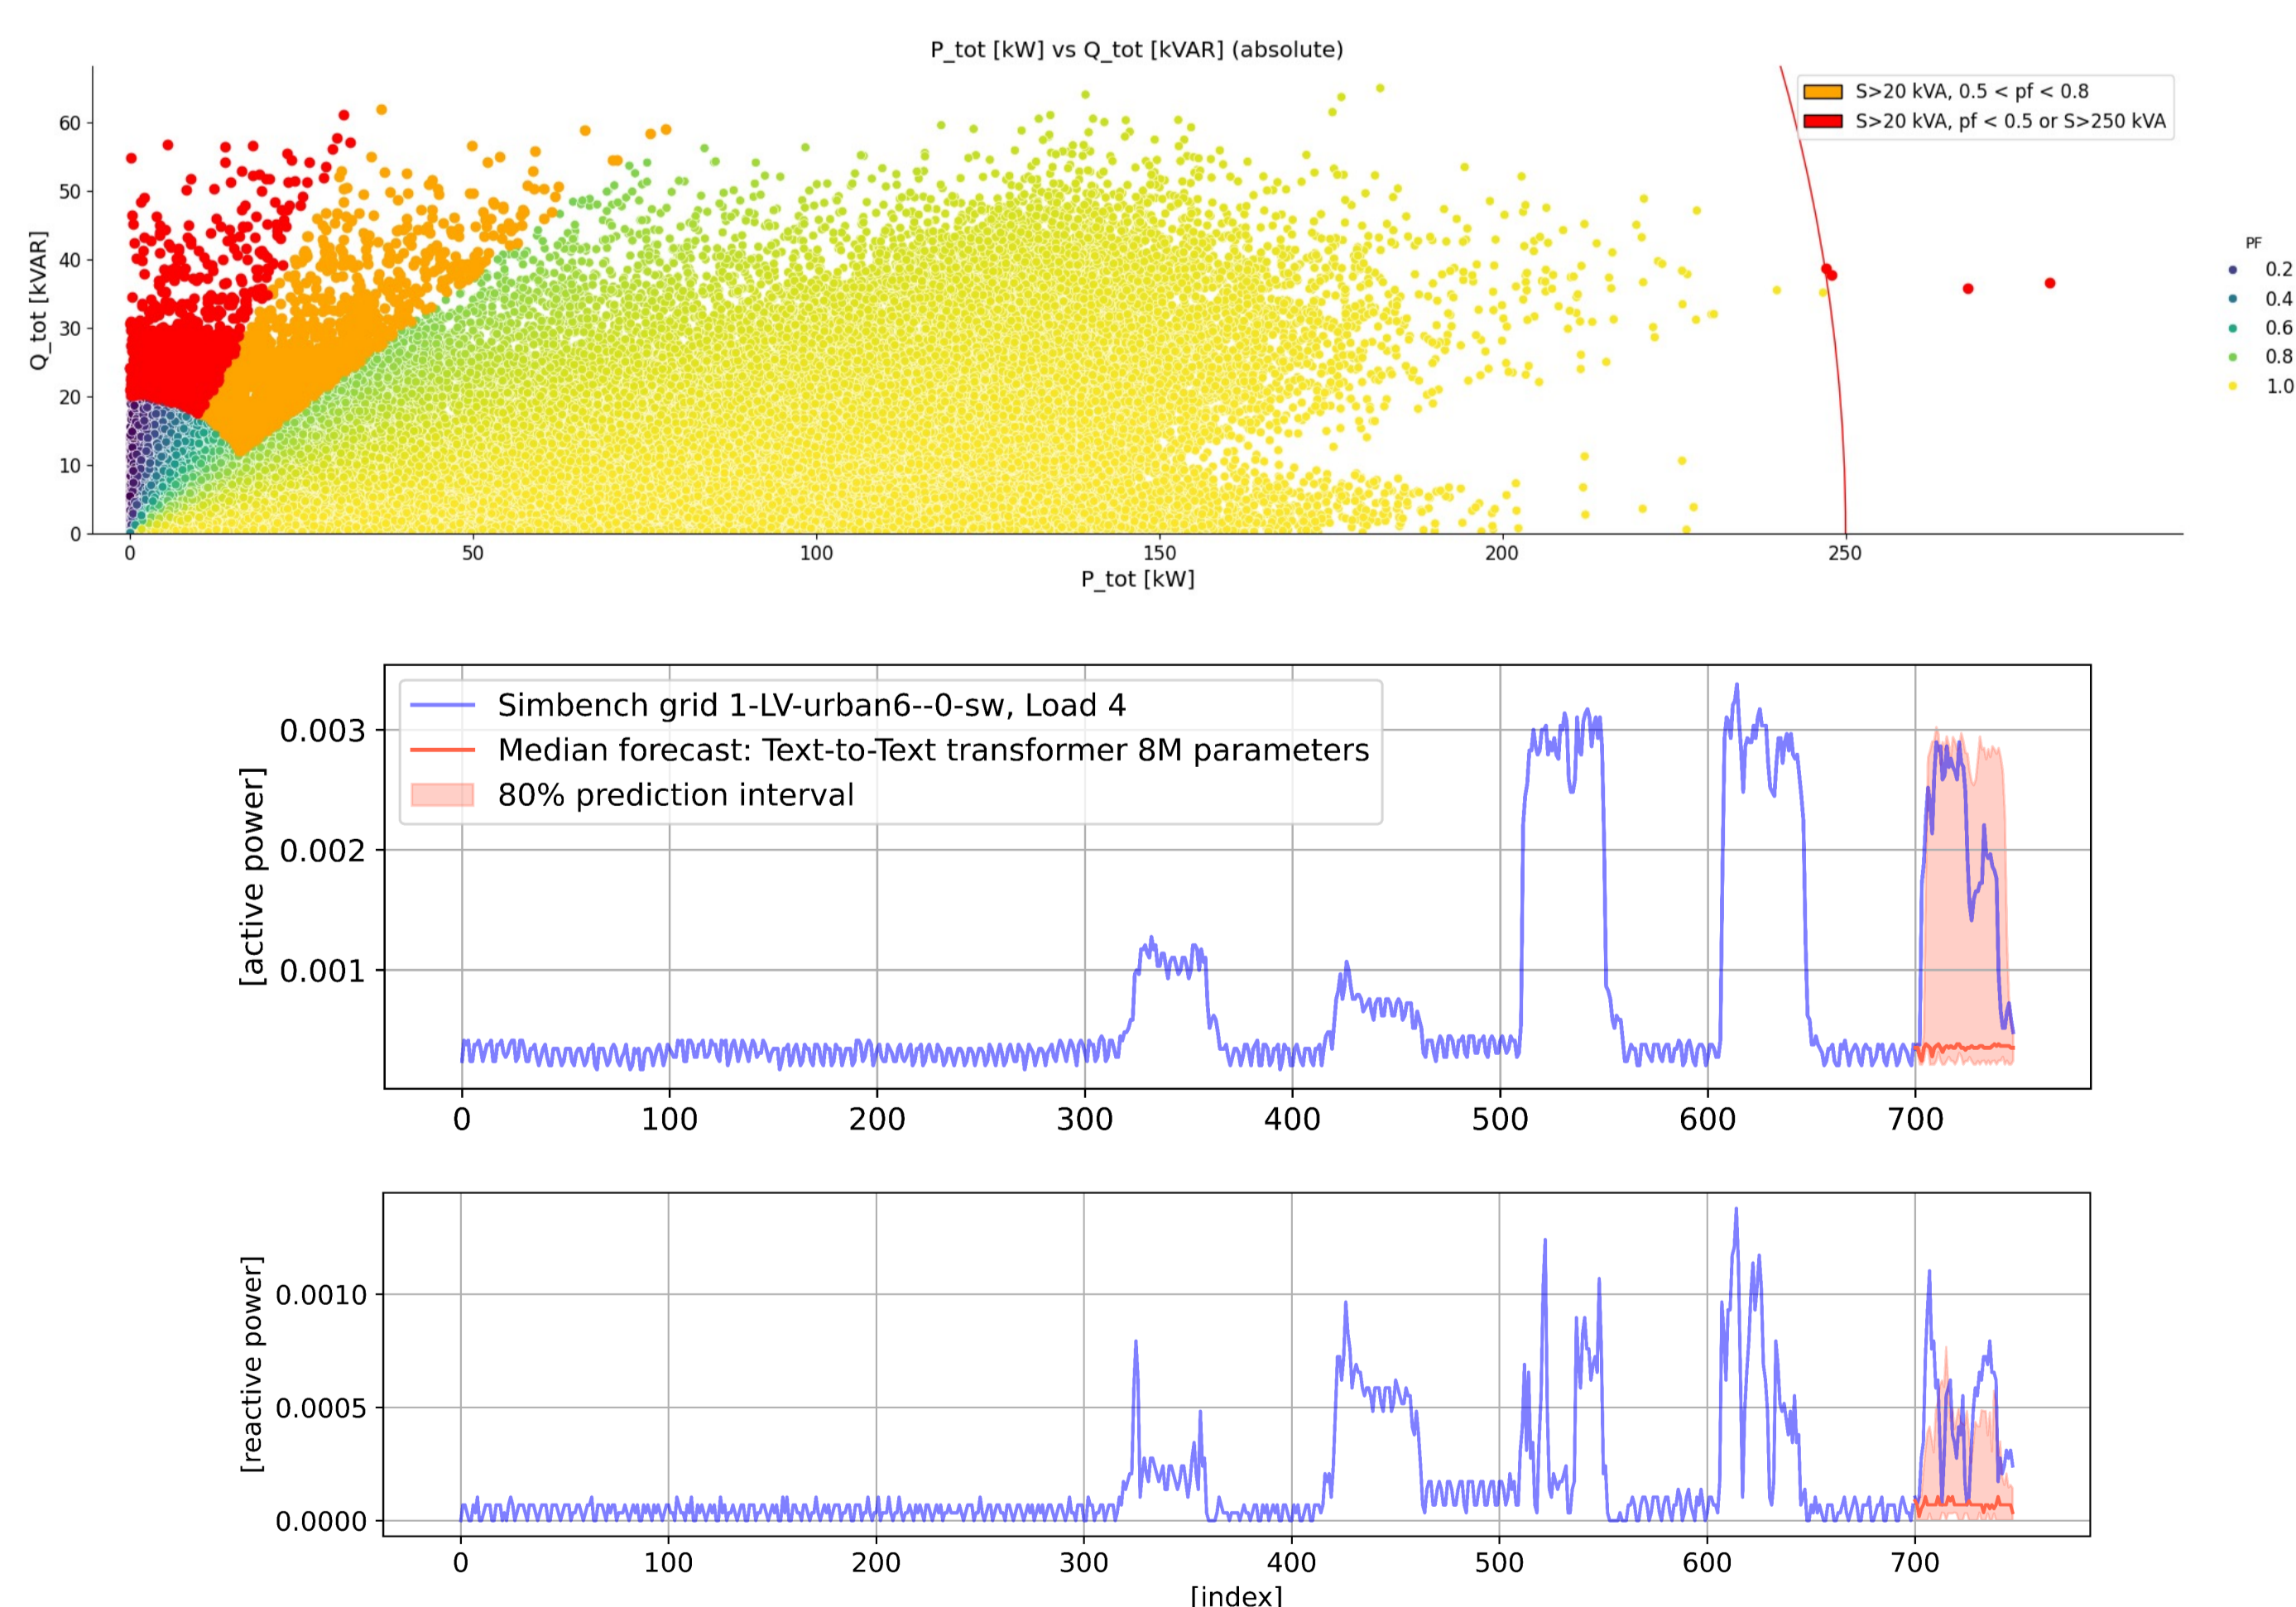 P_tot [kW] vs Q_tot [kVAR] (absolute)
S>20 kVA, 0.5 < pf < 0.8
S>20 kVA, pf < 0.5 or S>250 kVA
Q_tot [kVAR]
60
50
40
30
20
10
0
0 50 100 150 200 250
P_tot [kW]
PF
0.2
0.4
0.6
0.8
1.0
Simbench grid 1-LV-urban6--0-sw, Load 4
Median forecast: Text-to-Text transformer 8M parameters
80% prediction interval
[active power]
0.003
0.002
0.001
0 100 200 300 400 500 600 700
[reactive power]
0.0010
0.0005
0.0000
0 100 200 300 400 500 600 700
[index]